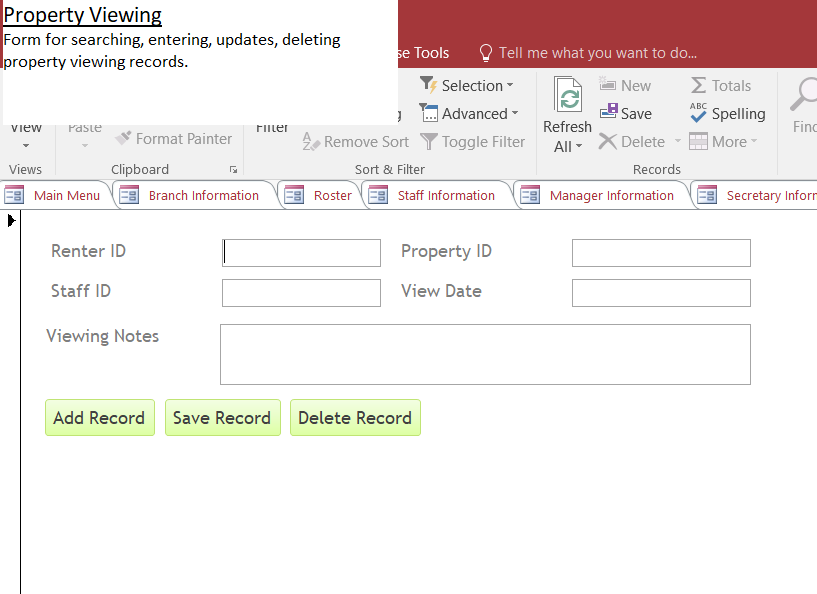 Property Viewing
Form for searching, entering, updates, deleting
property viewing records.
se Tools
Tell me what you want to do...
View
Paste
Format Painter
Filter
Selection
Advanced
Remove Sort
Toggle Filter
Refresh
All
New
Save
Delete
Totals
ABC
Spelling
More
Find
Views
Clipboard
Sort & Filter
Records
Main Menu
Branch Information
Roster
Staff Information
Manager Information
Secretary Inforr
Renter ID
Property ID
Staff ID
View Date
Viewing Notes
Add Record
Save Record
Delete Record